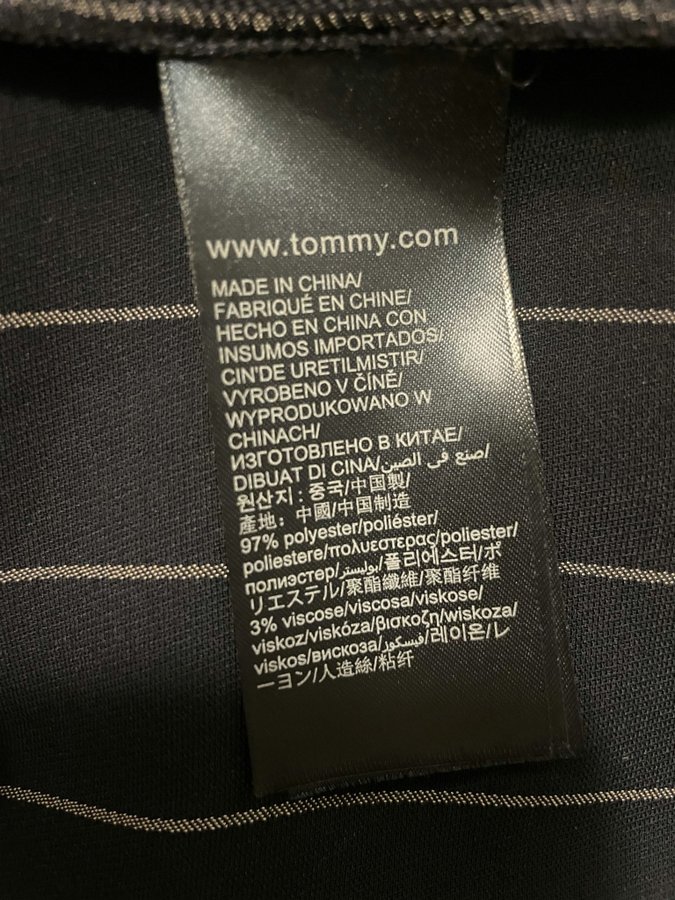 www.tommy.com
MADE IN CHINA/
FABRIQUÉ EN CHINE/
HECHO EN CHINA CON
INSUMOS IMPORTADOS/
CIN'DE URETILMISTIR/
VYROBENO V ČÍNĚ/
WYPRODUKOWANO W
CHINACH/
ИЗГОТОВЛЕНО В КИТАЕ/
DIBUAT DI CINA/صنع في الصين/
원산지 : 중국/中国製/
產地：中國/中国制造
97% polyester/poliéster/
poliestere/πολυεστερας/poliester/
полиэстер/بوليستر/폴리에스터/ポ
リエステル/聚酯纖維/聚酯纤维
3% viscose/viscosa/viskose/
viskoz/viskóza/βισκοζη/wiskoza/
viskos/вискоза/فيسكوز/레이온/レ
ーヨン/人造絲/粘纤